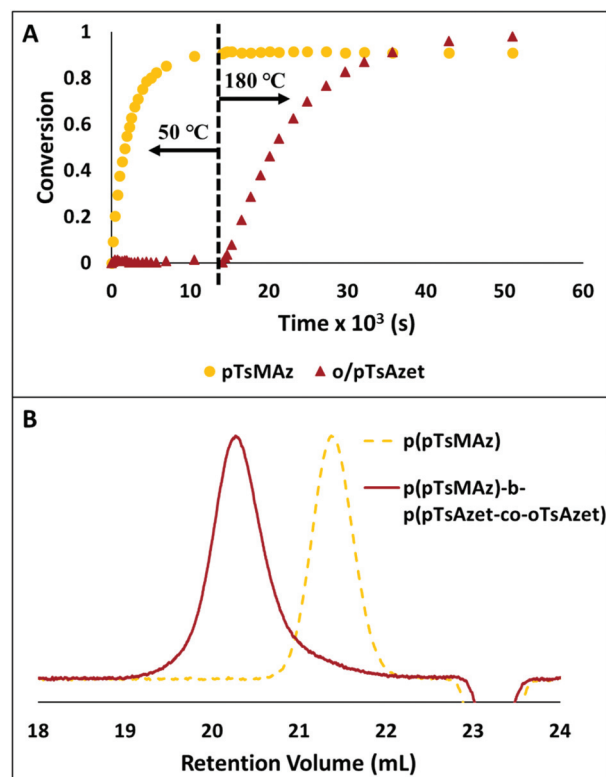 A
1
0.8
0.6
0.4
0.2
0
Conversion
180 °C
50 °C
0 10 20 30 40 50 60
Time x 10³ (s)
pTsMAz o/pTsAzet
B
p(pTsMAz)
p(pTsMAz)-b-
p(pTsAzet-co-oTsAzet)
18 19 20 21 22 23 24
Retention Volume (mL)